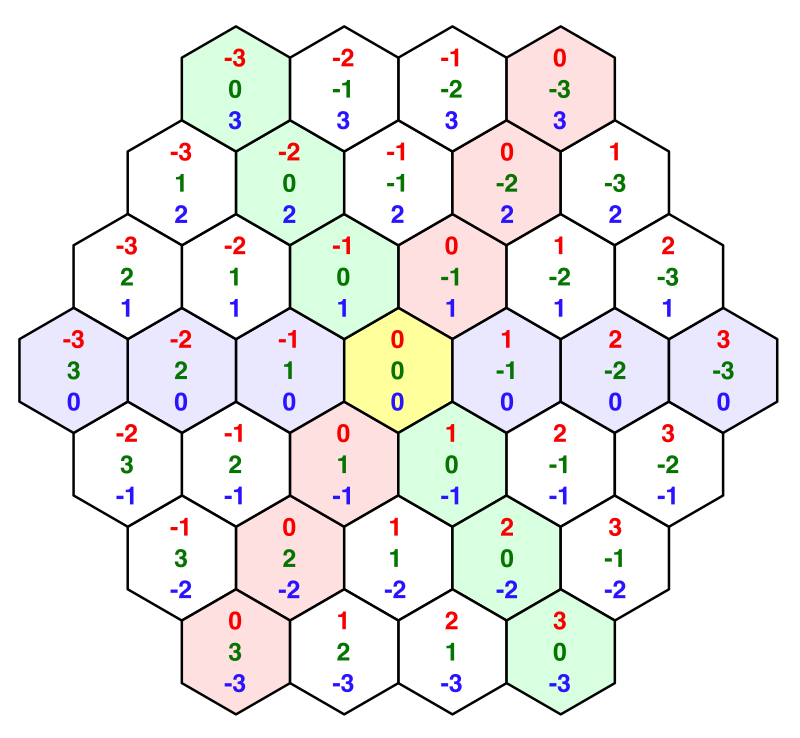 -3 -2 -1 0
0 -1 -2 -3
3 3 3 3
-3 -2 -1 0 1
1 0 -1 -2 -3
2 2 2 2 2
-3 -2 -1 0 1 2
2 1 0 -1 -2 -3
1 1 1 1 1 1
-3 -2 -1 0 1 2 3
3 2 1 0 -1 -2 -3
0 0 0 0 0 0 0
-2 -1 0 1 2 3
3 2 1 0 -1 -2
-1 -1 -1 -1 -1 -1
-1 0 1 2 3
3 2 1 0 -1
-2 -2 -2 -2 -2
0 1 2 3
3 2 1 0
-3 -3 -3 -3